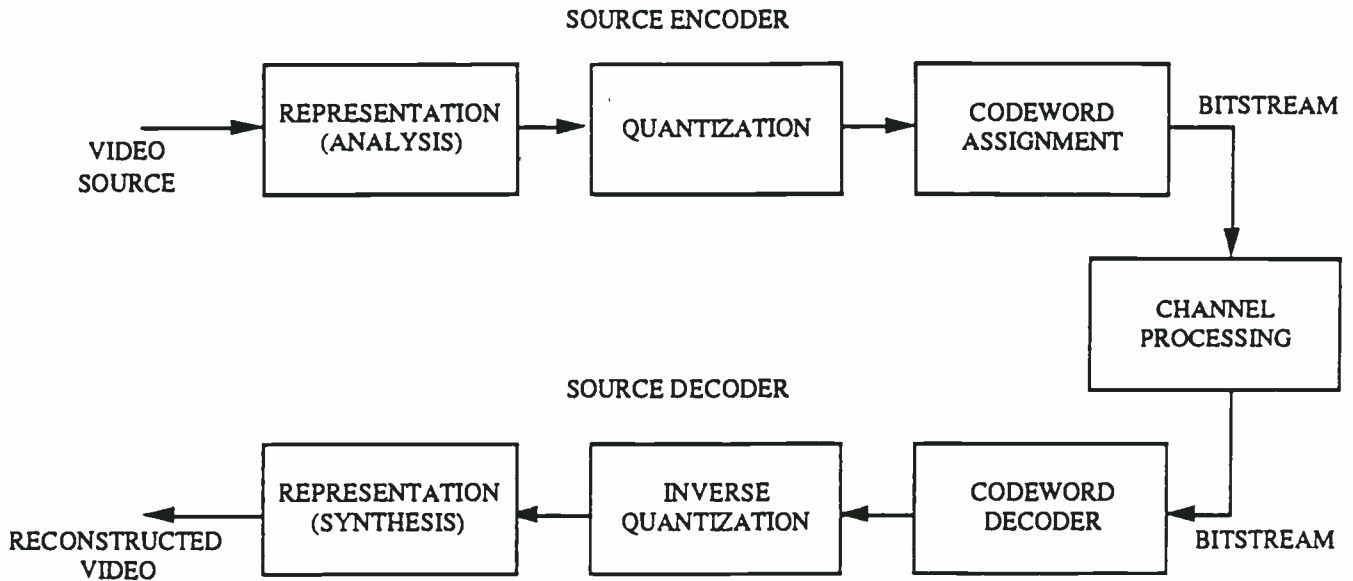 SOURCE ENCODER
VIDEO
SOURCE
REPRESENTATION
(ANALYSIS)
QUANTIZATION
CODEWORD
ASSIGNMENT
BITSTREAM
CHANNEL
PROCESSING
SOURCE DECODER
BITSTREAM
CODEWORD
DECODER
INVERSE
QUANTIZATION
REPRESENTATION
(SYNTHESIS)
RECONSTRUCTED
VIDEO